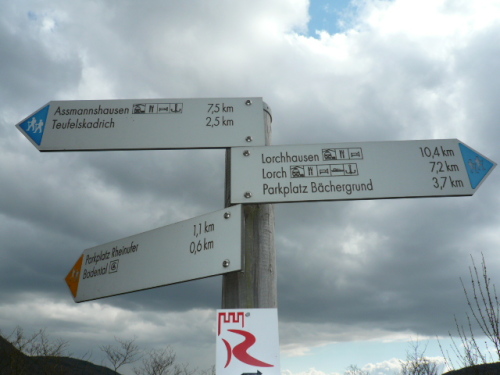 Assmannshausen 7,5 km
Teufelskadrich 2,5 km
Lorchhausen 10,4 km
Lorch 7,2 km
Parkplatz Bächergrund 3,7 km
Parkplatz Rheinufer 1,1 km
Bodental 0,6 km
R